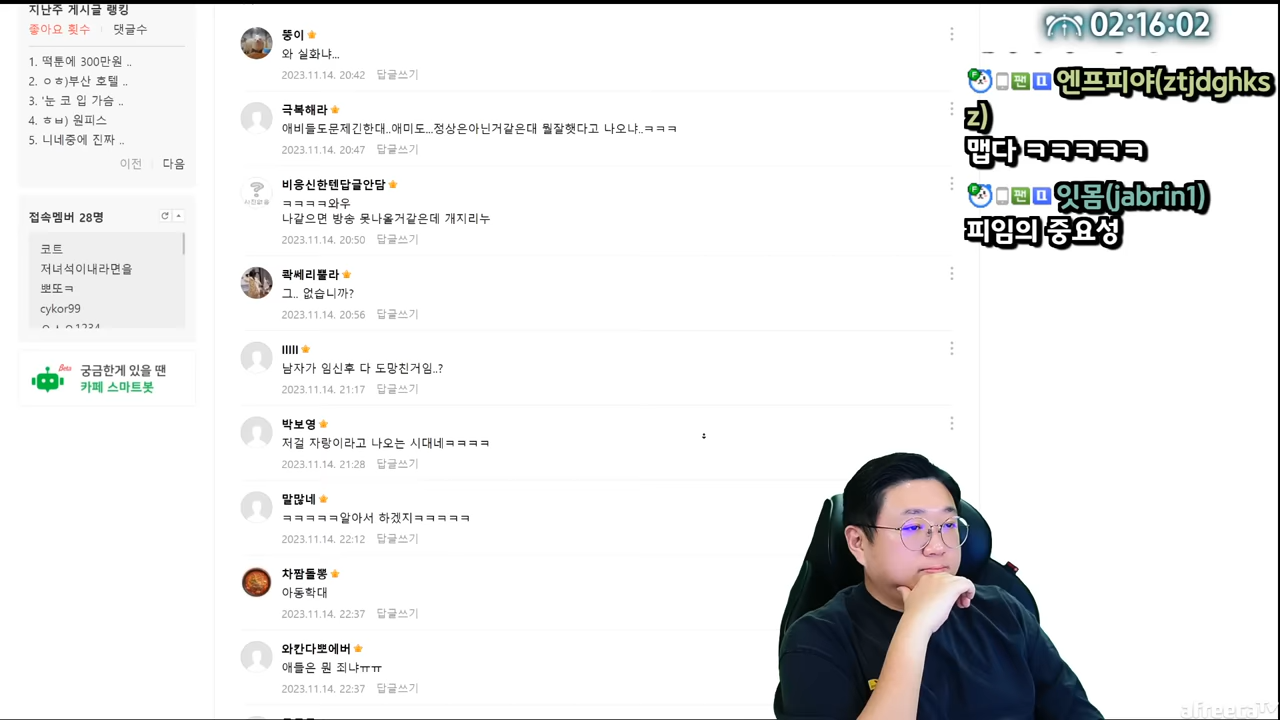 지난주 게시글 랭킹
좋아요 횟수 댓글수
1. 떡툰에 300만원 ..
2. ㅇㅎ)부산 호텔 ..
3. '눈 코 입 가슴 ..
4. ㅎㅂ) 원피스
5. 니네중에 진짜 ..
이전 다음
접속멤버 28명
코트
저녀석이내라면을
뽀또ㅋ
cykor99
ㅇㅅㅇ1234
Beta
궁금한게 있을 땐
카페 스마트봇
뚱이
와 실화냐...
2023.11.14. 20:42 답글쓰기
극복해라
애비들도문제긴한대..애미도...정상은아닌거같은대 뭘잘햇다고 나오냐..ㅋㅋㅋ
2023.11.14. 20:47 답글쓰기
?
사진없음
비응신한텐답글안담
ㅋㅋㅋㅋ와우
나같으면 방송 못나올거같은데 개지리누
2023.11.14. 20:50 답글쓰기
콱쎄리뿔라
그.. 없습니까?
2023.11.14. 20:56 답글쓰기
lllll
남자가 임신후 다 도망친거임..?
2023.11.14. 21:17 답글쓰기
박보영
저걸 자랑이라고 나오는 시대네ㅋㅋㅋㅋ
2023.11.14. 21:28 답글쓰기
말많네
ㅋㅋㅋㅋㅋ알아서 하겠지ㅋㅋㅋㅋㅋ
2023.11.14. 22:12 답글쓰기
차짬돌뽕
아동학대
2023.11.14. 22:37 답글쓰기
와칸다뽀에버
애들은 뭔 죄냐ㅠㅠ
2023.11.14. 22:37 답글쓰기
02:16:02
F 팬 엔프피야(ztjdghks
z)
맵다 ㅋㅋㅋㅋㅋ
F 팬 잇몸(jabrin1)
피임의 중요성
afreecaTV